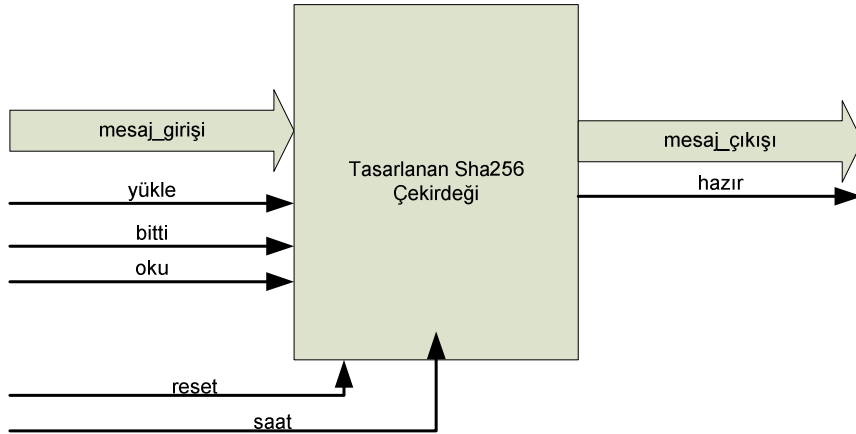 mesaj_girişi
yükle
bitti
oku
Tasarlanan Sha256
Çekirdeği
mesaj_çıkışı
hazır
reset
saat